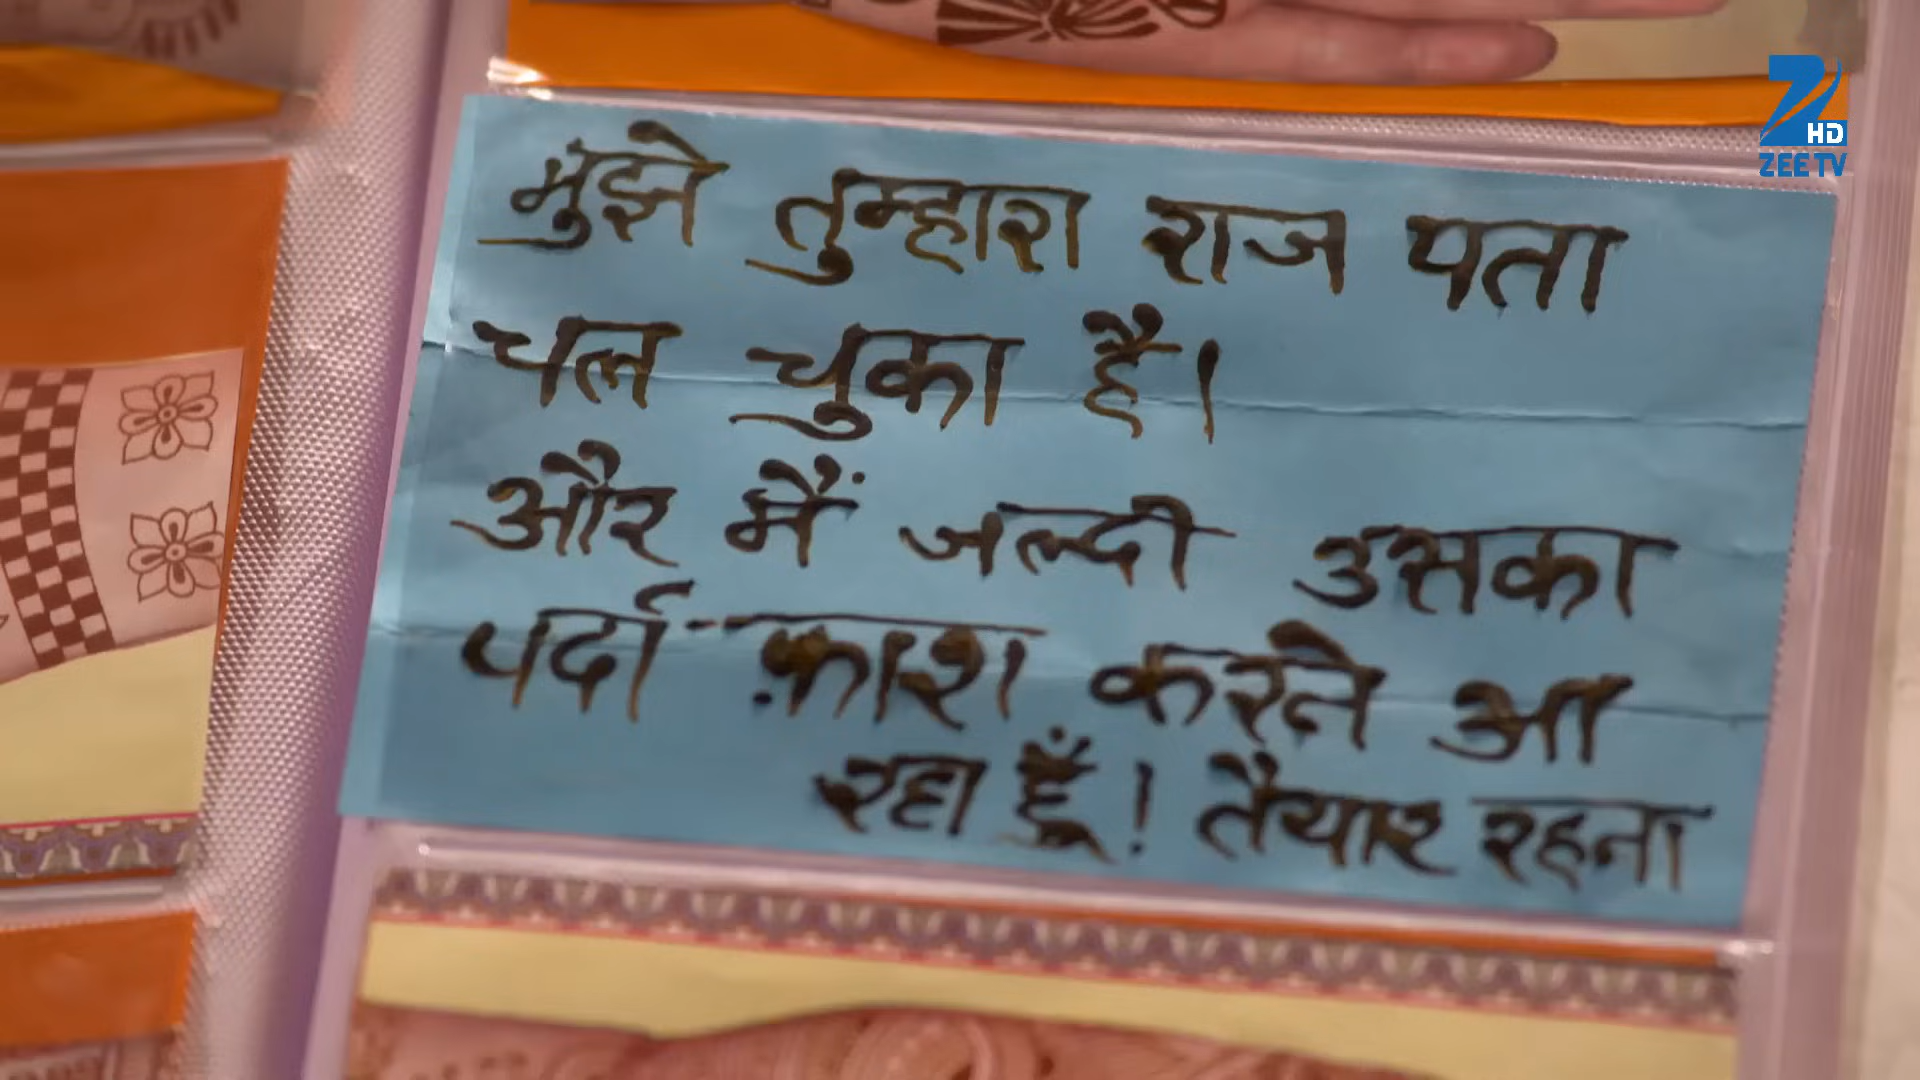 मुझे तुम्हारा राज पता
चल चुका है।
और मैं जल्दी उसका
पर्दा फ़ाश करने आ
रहा हूँ! तैयार रहना
HD
ZEE TV